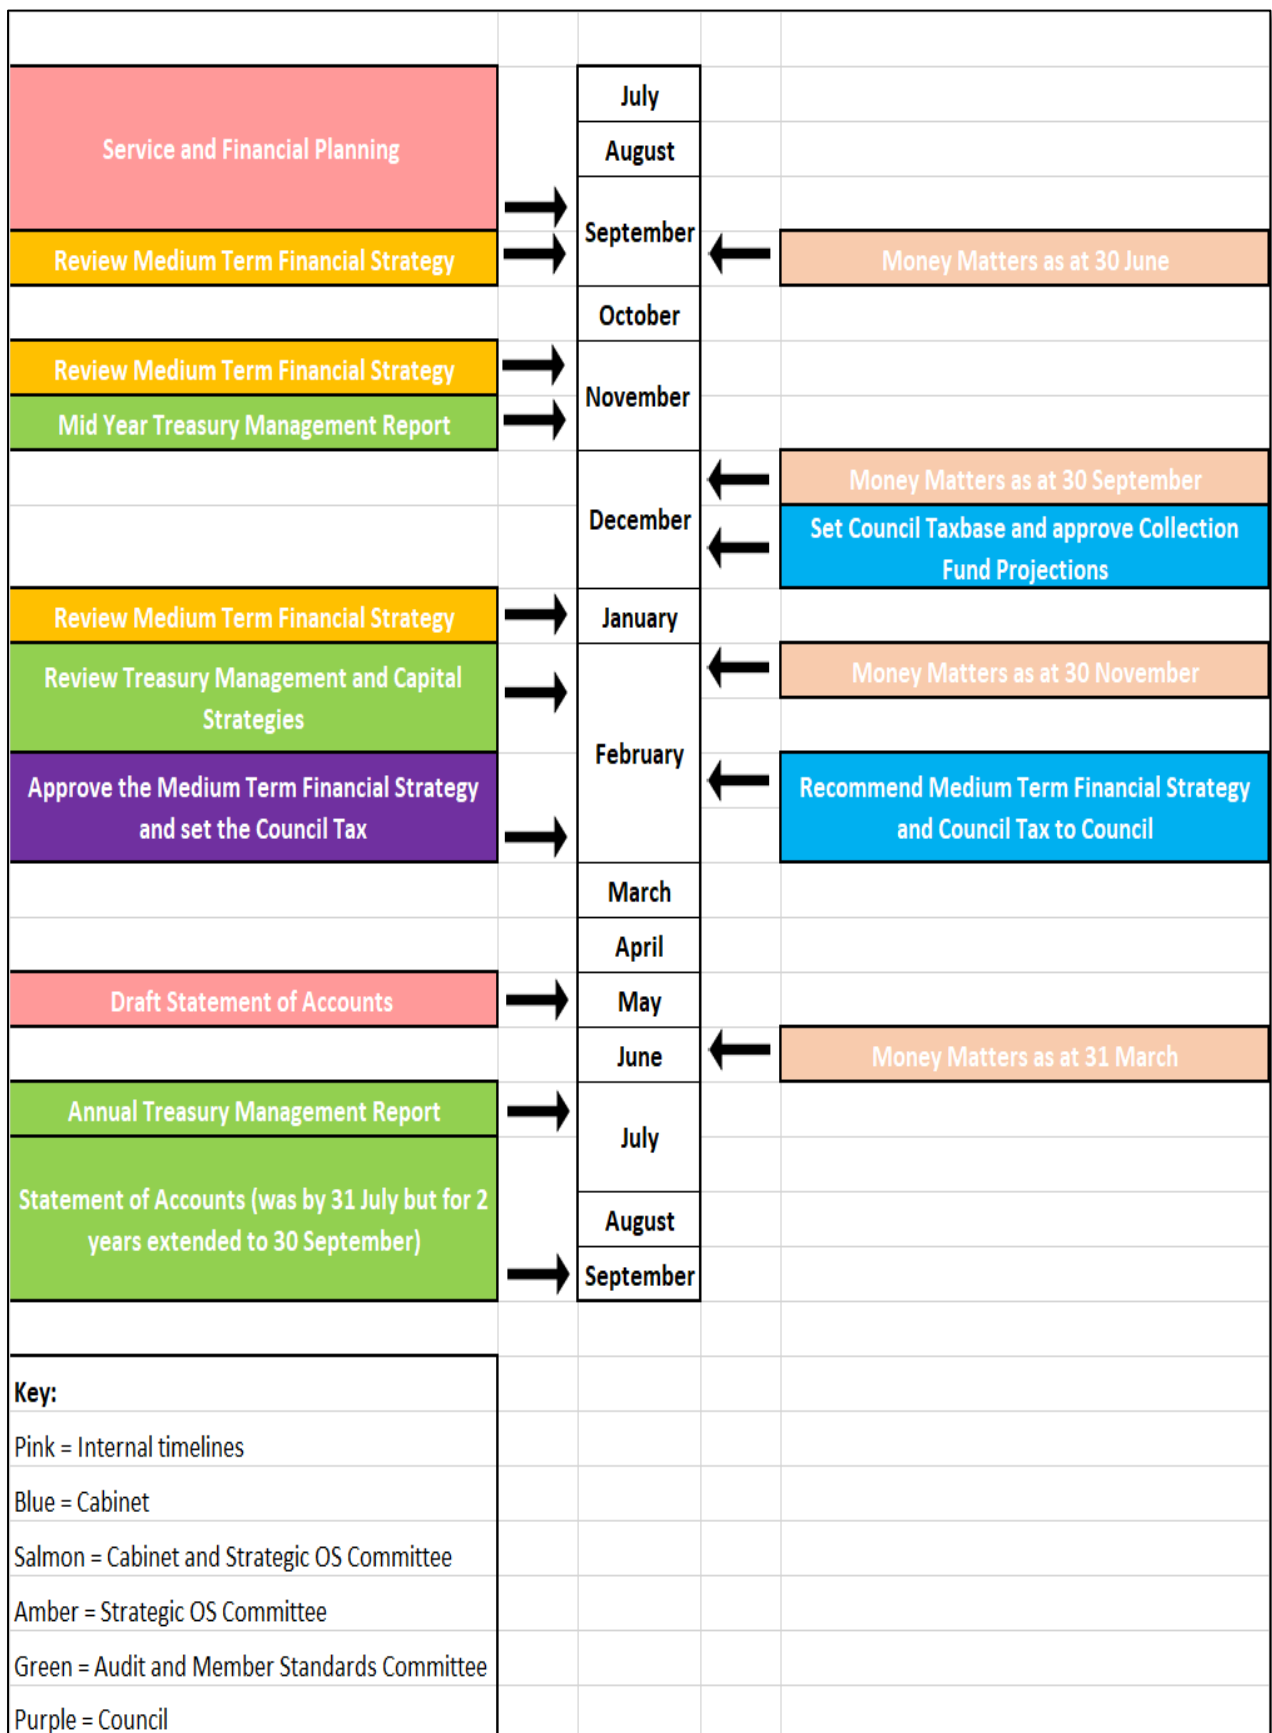 July
Service and Financial Planning
August
September
Review Medium Term Financial Strategy
Money Matters as at 30 June
October
Review Medium Term Financial Strategy
November
Mid Year Treasury Management Report
Money Matters as at 30 September
December
Set Council Taxbase and approve Collection
Fund Projections
Review Medium Term Financial Strategy
January
Review Treasury Management and Capital
Strategies
Money Matters as at 30 November
February
Approve the Medium Term Financial Strategy
and set the Council Tax
Recommend Medium Term Financial Strategy
and Council Tax to Council
March
April
Draft Statement of Accounts
May
June
Money Matters as at 31 March
Annual Treasury Management Report
July
Statement of Accounts (was by 31 July but for 2
years extended to 30 September)
August
September
Key:
Pink = Internal timelines
Blue = Cabinet
Salmon = Cabinet and Strategic OS Committee
Amber = Strategic OS Committee
Green = Audit and Member Standards Committee
Purple = Council